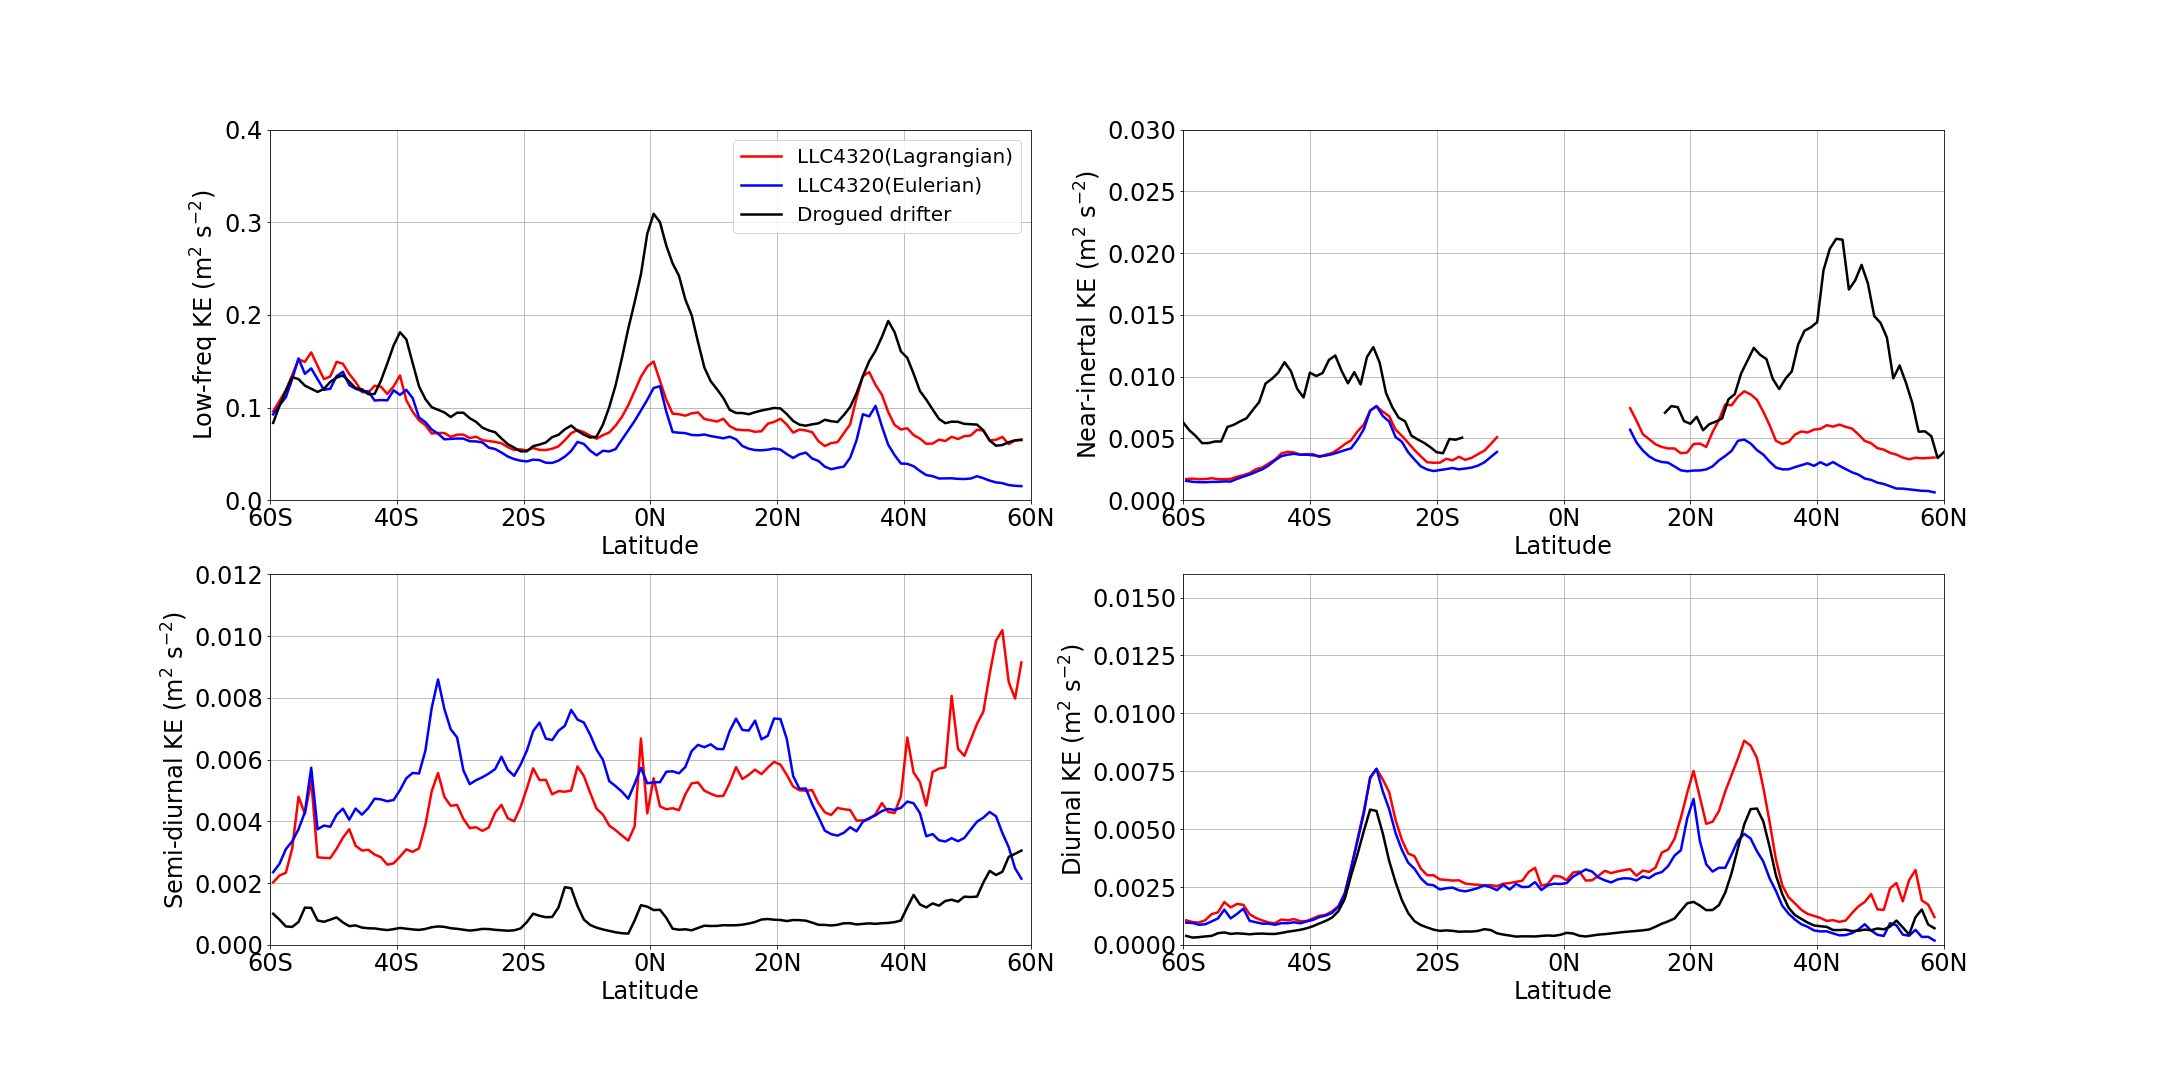 Low-freq KE (m² s⁻²)
0.4
0.3
0.2
0.1
0.0
60S 40S 20S 0N 20N 40N 60N
Latitude
LLC4320(Lagrangian)
LLC4320(Eulerian)
Drogued drifter
Near-inertal KE (m² s⁻²)
0.030
0.025
0.020
0.015
0.010
0.005
0.000
60S 40S 20S 0N 20N 40N 60N
Latitude
Semi-diurnal KE (m² s⁻²)
0.012
0.010
0.008
0.006
0.004
0.002
0.000
60S 40S 20S 0N 20N 40N 60N
Latitude
Diurnal KE (m² s⁻²)
0.0150
0.0125
0.0100
0.0075
0.0050
0.0025
0.0000
60S 40S 20S 0N 20N 40N 60N
Latitude